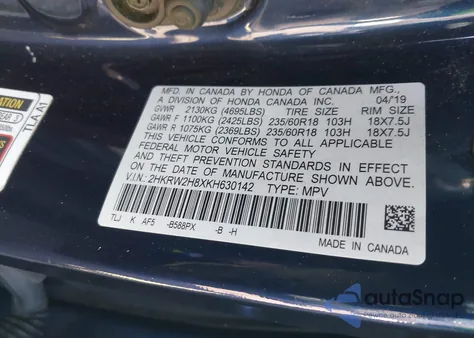 MFD. IN CANADA BY HONDA OF CANADA MFG.,
A DIVISION OF HONDA CANADA INC. 04/19
GVWR 2130KG (4695LBS) TIRE SIZE RIM SIZE
GAWR F 1100KG (2425LBS) 235/60R18 103H 18X7.5J
GAWR R 1075KG (2369LBS) 235/60R18 103H 18X7.5J
THIS VEHICLE CONFORMS TO ALL APPLICABLE
FEDERAL MOTOR VEHICLE SAFETY
AND THEFT PREVENTION STANDARDS IN EFFECT
ON THE DATE OF MANUFACTURE SHOWN ABOVE.
V.I.N.: 2HKRW2H8XKH630142 TYPE: MPV
TLJ K AF5 -B588PX -B -H
MADE IN CANADA
TLA A1
autoSnap